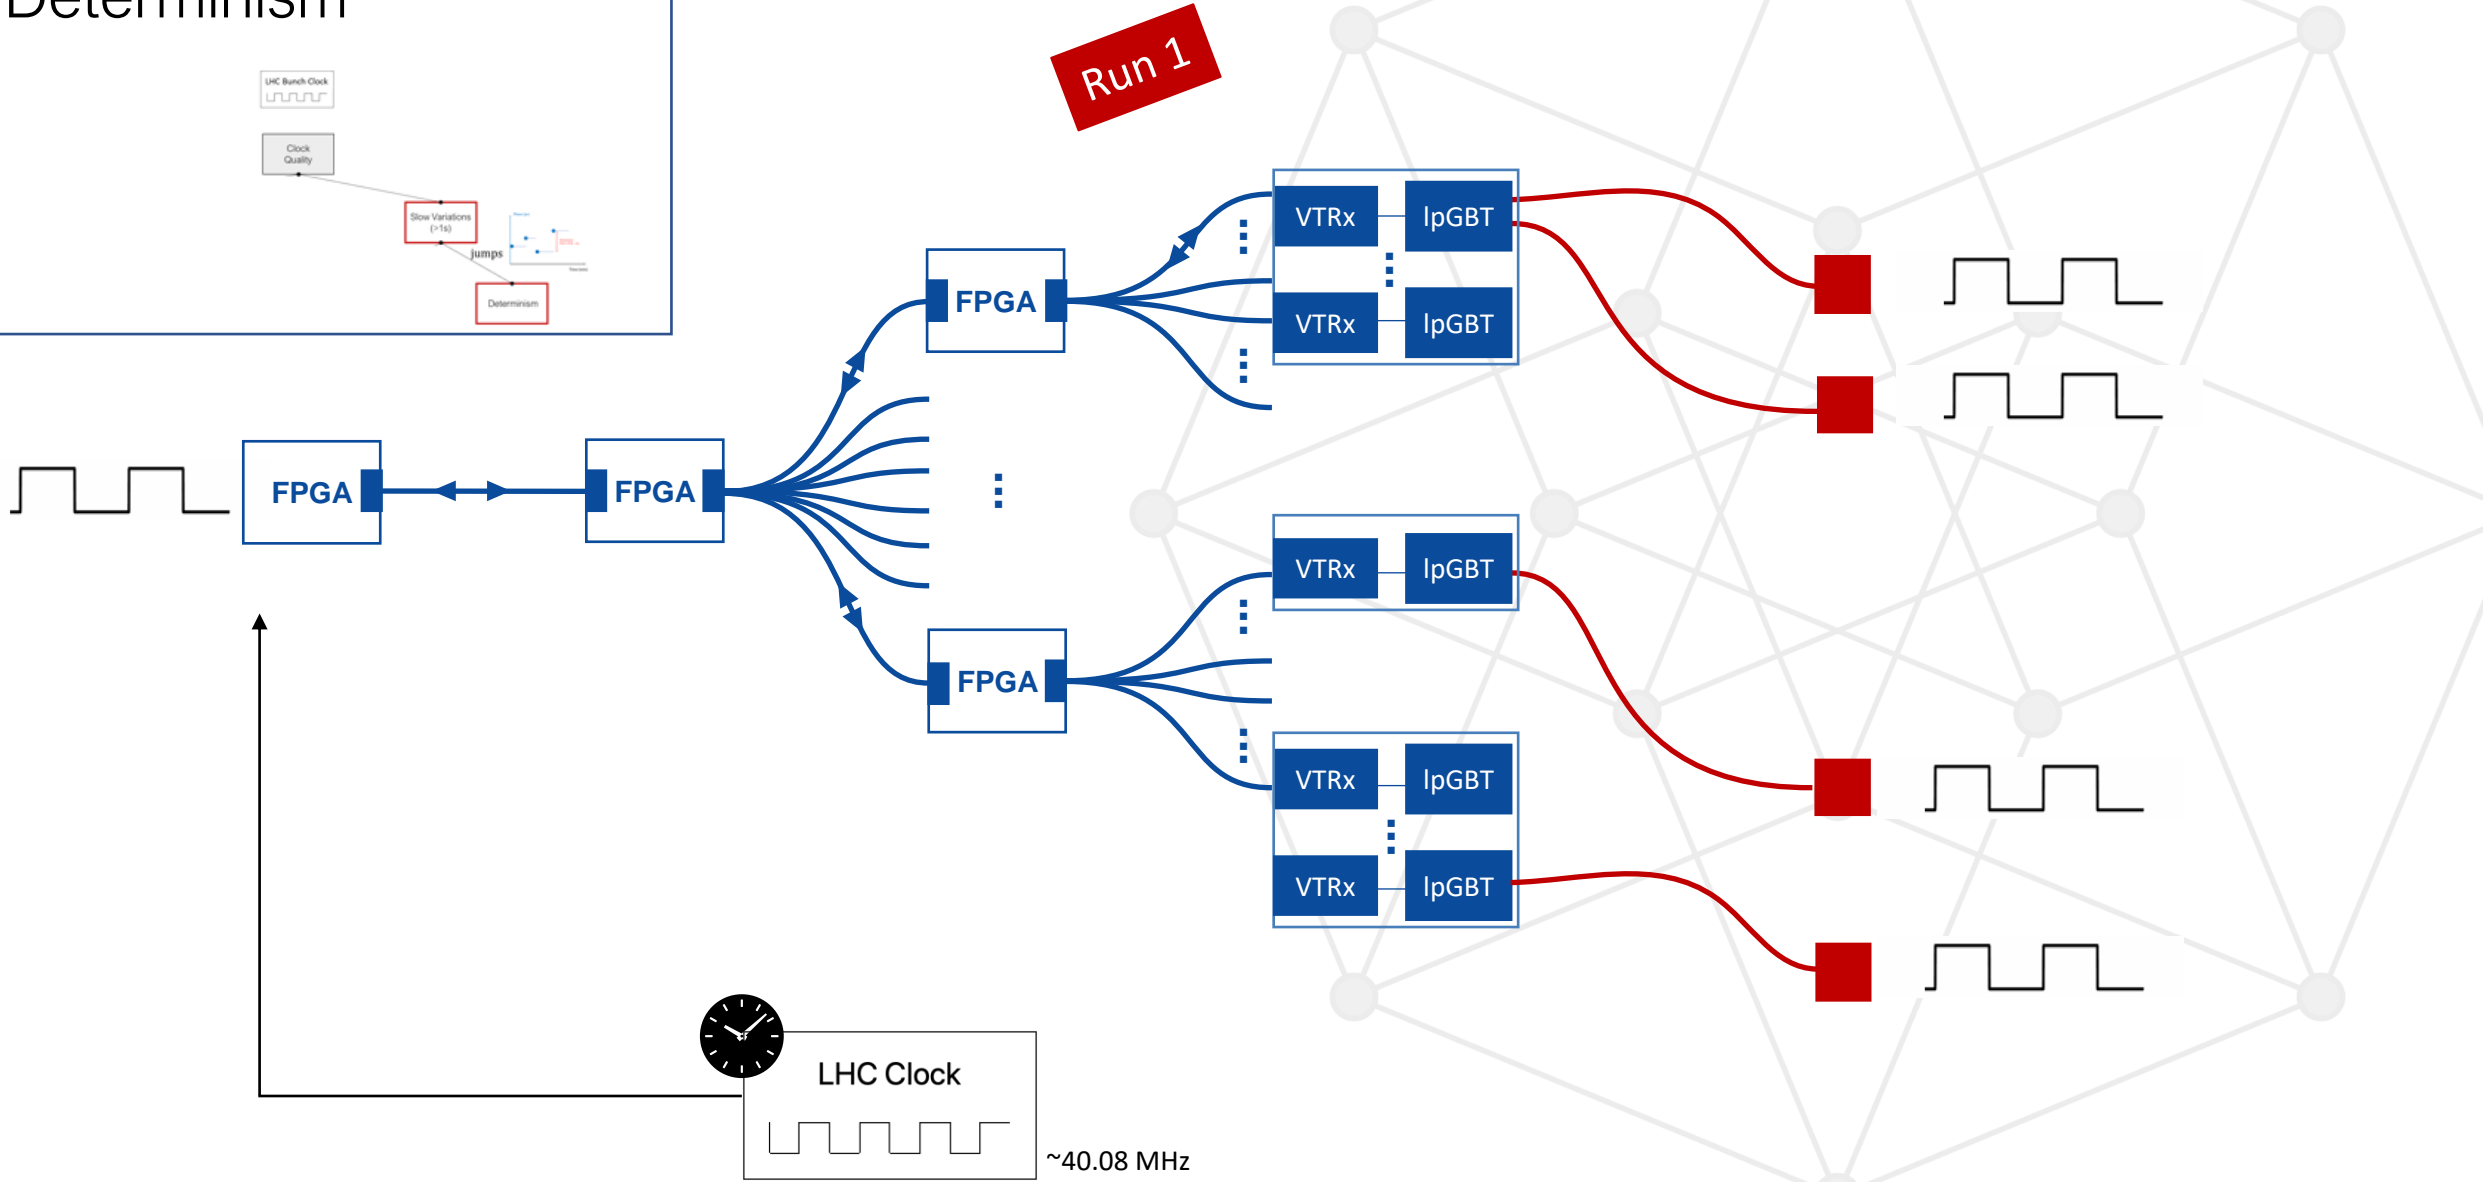 Determinism
LHC Bunch Clock
Clock
Quality
Slow Variations
(>1s)
jumps
Determinism
Run 1
VTRx
lpGBT
VTRx
lpGBT
FPGA
FPGA
FPGA
VTRx
lpGBT
FPGA
VTRx
lpGBT
VTRx
lpGBT
LHC Clock
~40.08 MHz